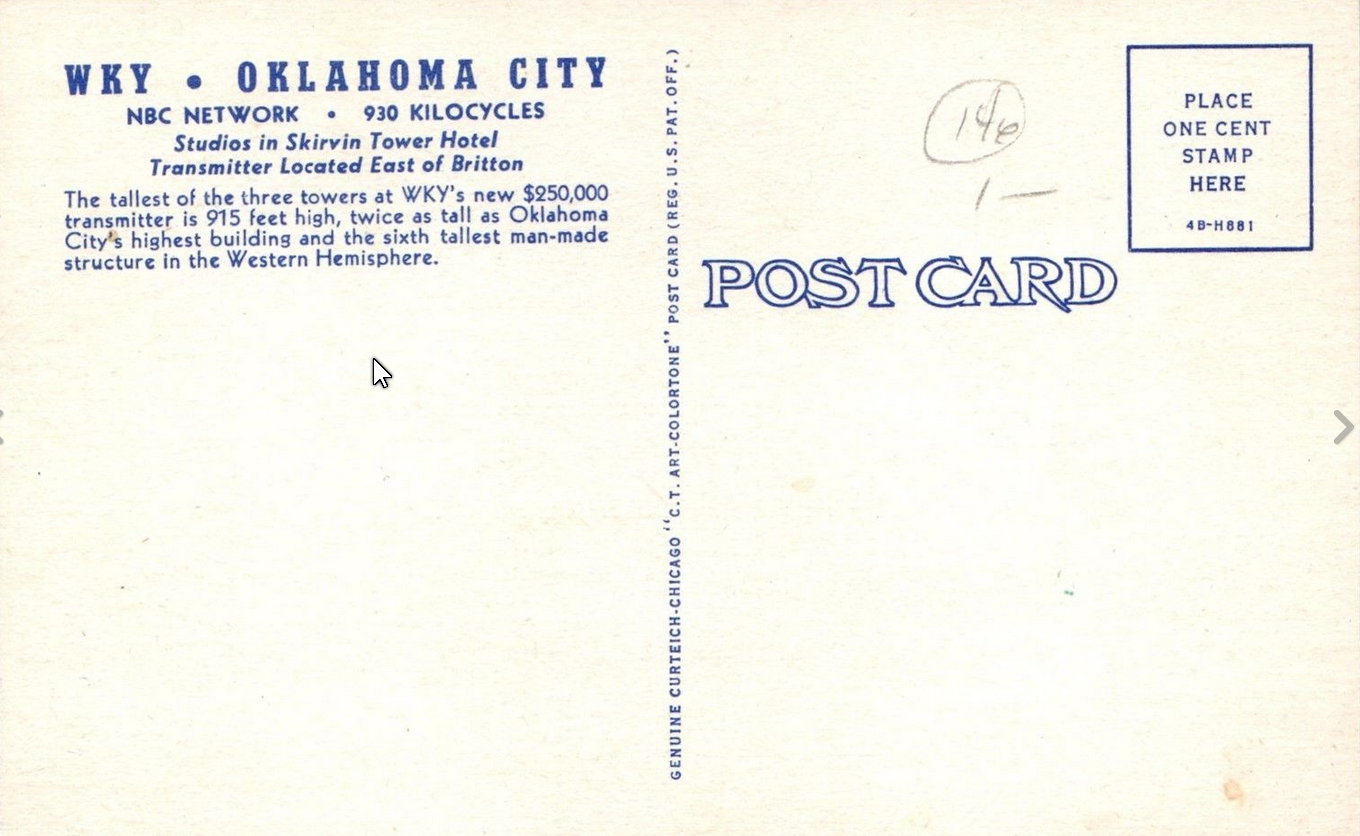 WKY • OKLAHOMA CITY
NBC NETWORK • 930 KILOCYCLES
Studios in Skirvin Tower Hotel
Transmitter Located East of Britton
The tallest of the three towers at WKY's new $250,000
transmitter is 915 feet high, twice as tall as Oklahoma
City's highest building and the sixth tallest man-made
structure in the Western Hemisphere.
GENUINE CURTEICH-CHICAGO "C.T. ART-COLORTONE" POST CARD (REG. U.S. PAT. OFF.)
146
1 —
POST CARD
PLACE
ONE CENT
STAMP
HERE
4B-H881